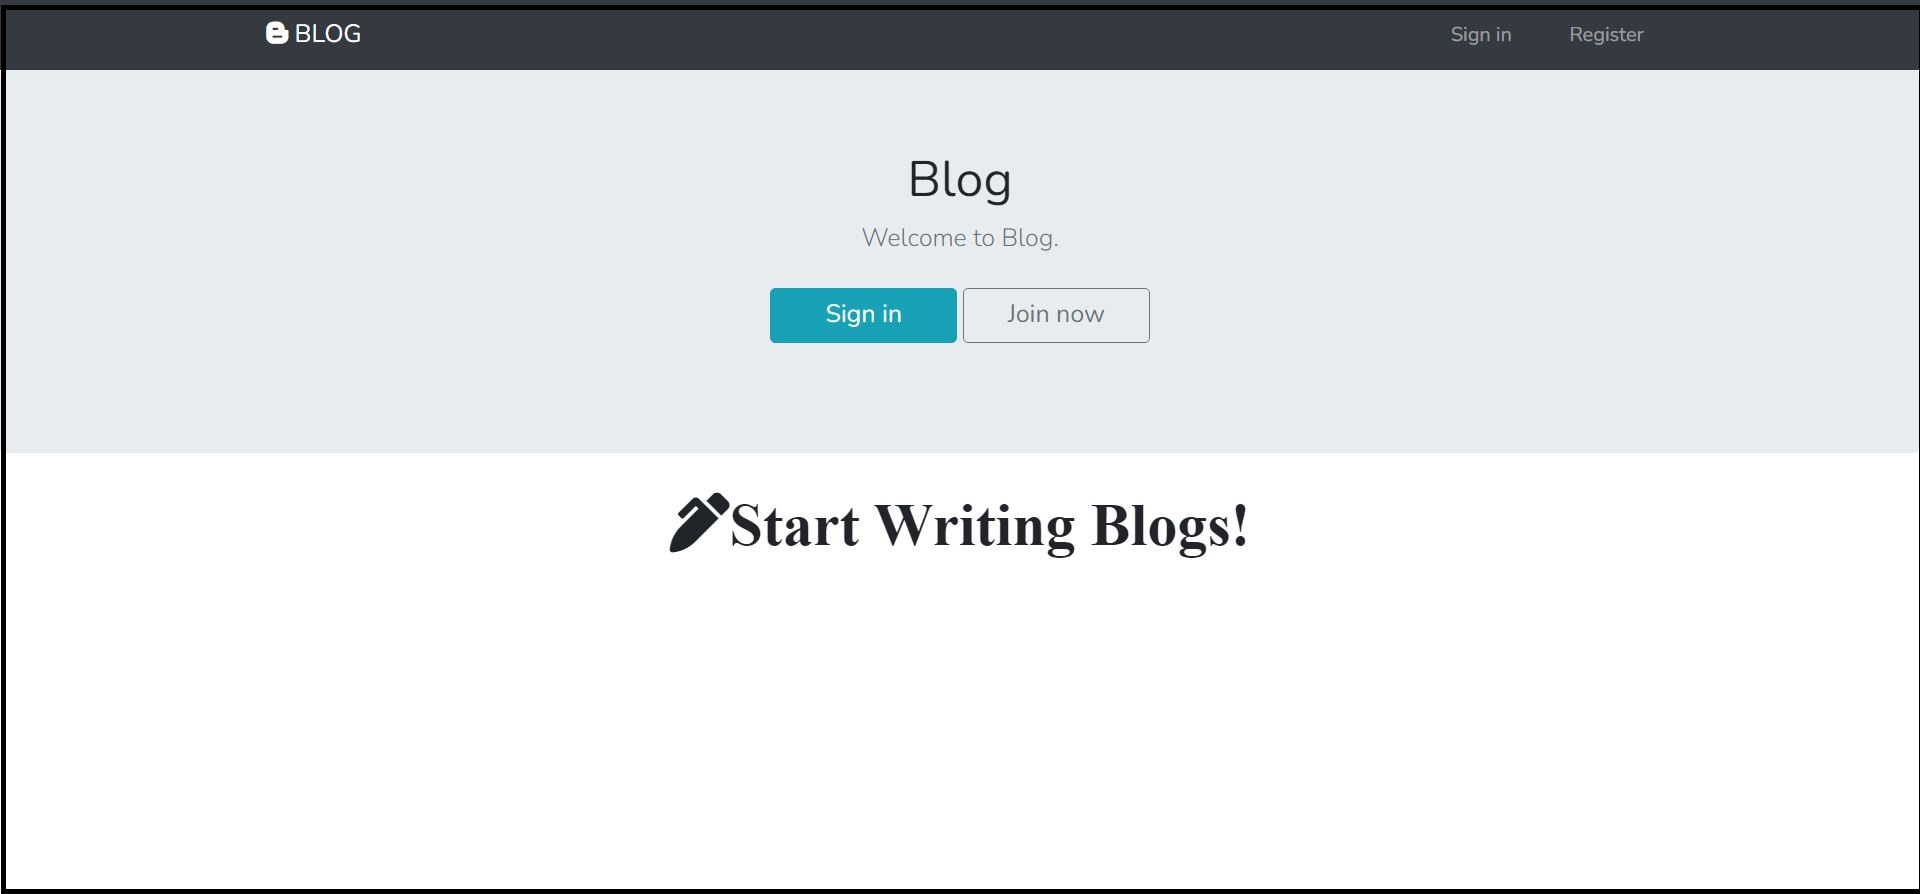 BLOG
Sign in
Register
Blog
Welcome to Blog.
Sign in
Join now
Start Writing Blogs!